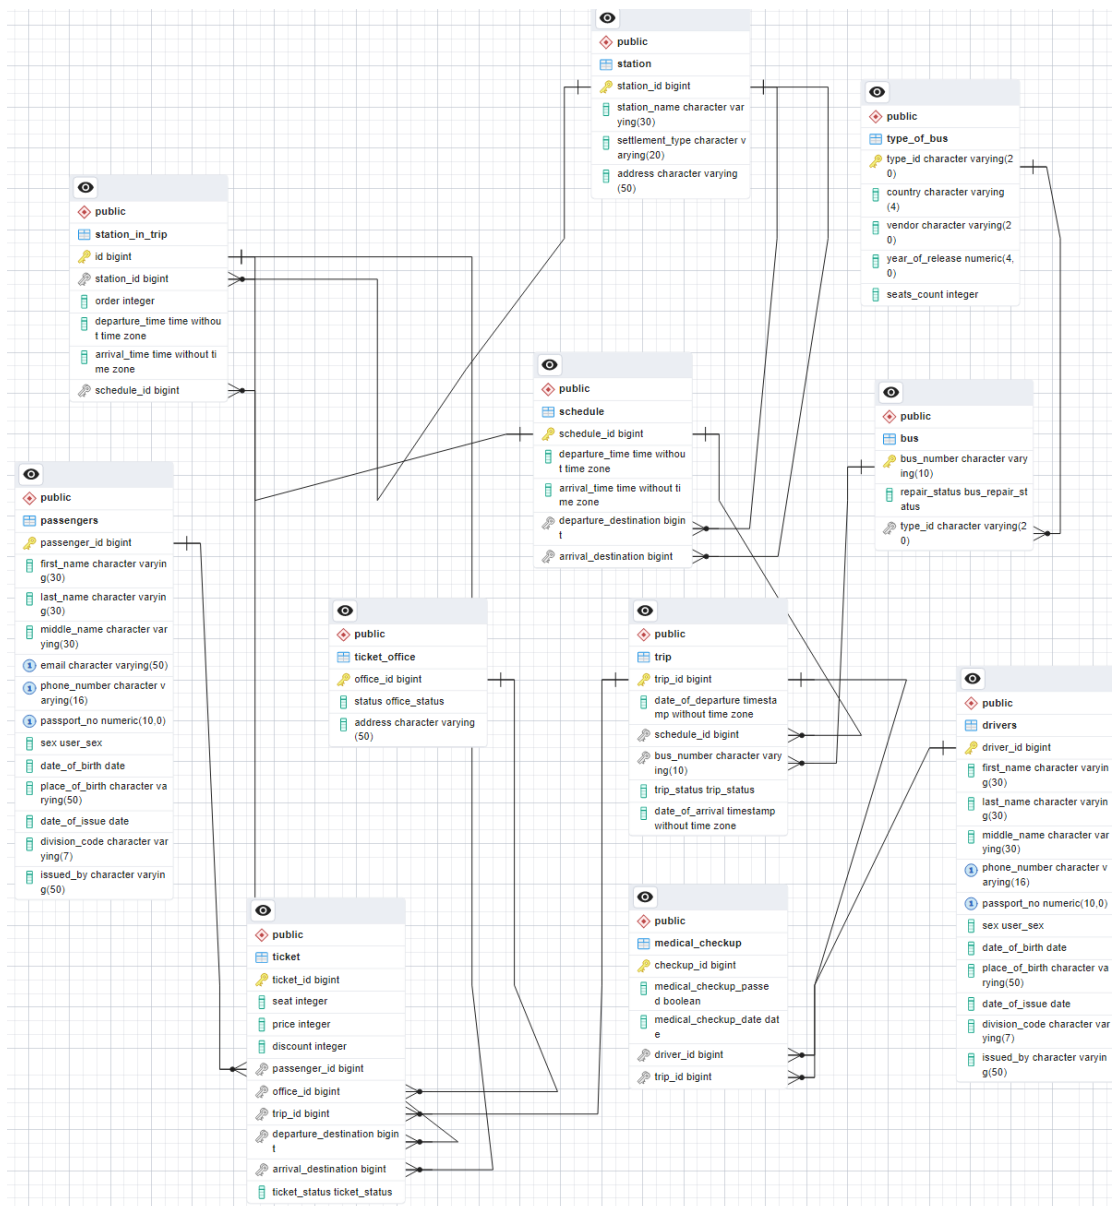 public
station
station_id bigint
station_name character var
ying(30)
settlement_type character v
arying(20)
address character varying
(50)
public
type_of_bus
type_id character varying(2
0)
country character varying
(4)
vendor character varying(2
0)
year_of_release numeric(4,
0)
seats_count integer
public
station_in_trip
id bigint
station_id bigint
order integer
departure_time time withou
t time zone
arrival_time time without ti
me zone
schedule_id bigint
public
schedule
schedule_id bigint
departure_time time withou
t time zone
arrival_time time without ti
me zone
departure_destination bigin
t
arrival_destination bigint
public
bus
bus_number character vary
ing(10)
repair_status bus_repair_st
atus
type_id character varying(2
0)
public
passengers
passenger_id bigint
first_name character varyin
g(30)
last_name character varyin
g(30)
middle_name character var
ying(30)
email character varying(50)
phone_number character v
arying(16)
passport_no numeric(10,0)
sex user_sex
date_of_birth date
place_of_birth character va
rying(50)
date_of_issue date
division_code character var
ying(7)
issued_by character varyin
g(50)
public
ticket_office
office_id bigint
status office_status
address character varying
(50)
public
trip
trip_id bigint
date_of_departure timesta
mp without time zone
schedule_id bigint
bus_number character vary
ing(10)
trip_status trip_status
date_of_arrival timestamp
without time zone
public
drivers
driver_id bigint
first_name character varyin
g(30)
last_name character varyin
g(30)
middle_name character var
ying(30)
phone_number character v
arying(16)
passport_no numeric(10,0)
sex user_sex
date_of_birth date
place_of_birth character va
rying(50)
date_of_issue date
division_code character var
ying(7)
issued_by character varyin
g(50)
public
ticket
ticket_id bigint
seat integer
price integer
discount integer
passenger_id bigint
office_id bigint
trip_id bigint
departure_destination bigin
t
arrival_destination bigint
ticket_status ticket_status
public
medical_checkup
checkup_id bigint
medical_checkup_passe
d boolean
medical_checkup_date dat
e
driver_id bigint
trip_id bigint